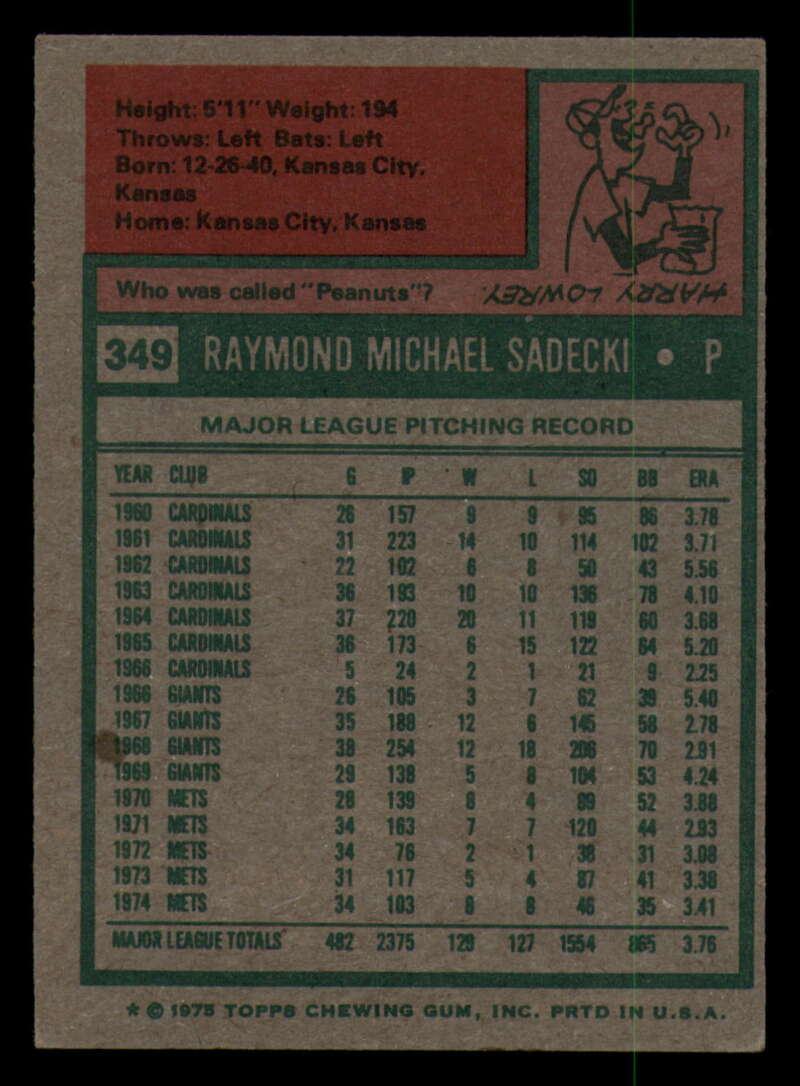 Height: 5'11" Weight: 194
Throws: Left Bats: Left
Born: 12-26-40, Kansas City,
Kansas
Home: Kansas City, Kansas
Who was called "Peanuts"?
HARRY LOWREY.
349 RAYMOND MICHAEL SADECKI • P
MAJOR LEAGUE PITCHING RECORD
YEAR CLUB G IP W L SO BB ERA
1960 CARDINALS 26 157 9 9 95 86 3.78
1961 CARDINALS 31 223 14 10 114 102 3.71
1962 CARDINALS 22 102 6 8 50 43 5.56
1963 CARDINALS 36 193 10 10 136 78 4.10
1964 CARDINALS 37 220 20 11 119 60 3.68
1965 CARDINALS 36 173 6 15 122 64 5.20
1966 CARDINALS 5 24 2 1 21 9 2.25
1966 GIANTS 26 105 3 7 62 39 5.40
1967 GIANTS 35 188 12 6 145 58 2.78
1968 GIANTS 38 254 12 18 206 70 2.91
1969 GIANTS 29 138 5 8 104 53 4.24
1970 METS 28 139 8 4 89 52 3.88
1971 METS 34 163 7 7 120 44 2.93
1972 METS 34 76 2 1 38 31 3.08
1973 METS 31 117 5 4 87 41 3.38
1974 METS 34 103 8 8 46 35 3.41
MAJOR LEAGUE TOTALS 482 2375 129 127 1554 865 3.76
* © 1975 TOPPS CHEWING GUM, INC. PRTD IN U.S.A.